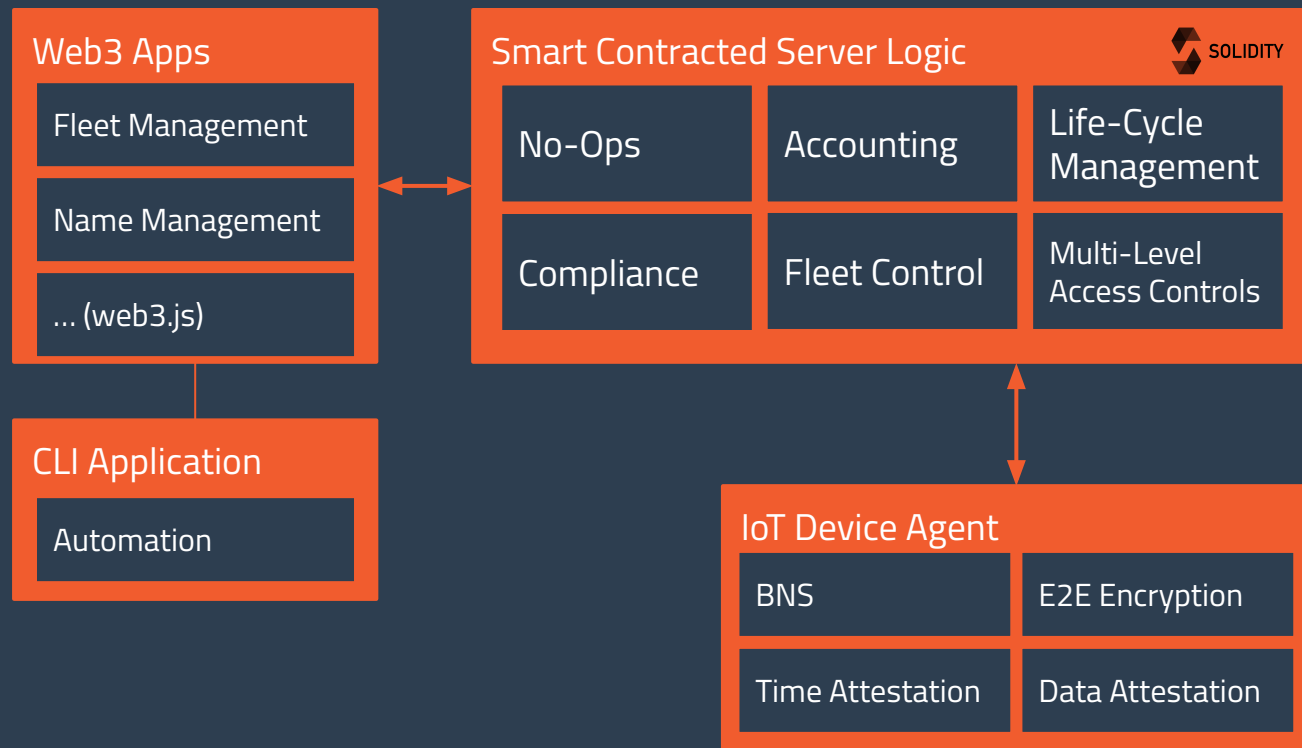 Web3 Apps
Fleet Management
Name Management
... (web3.js)
CLI Application
Automation
Smart Contracted Server Logic
SOLIDITY
No-Ops
Accounting
Life-Cycle
Management
Compliance
Fleet Control
Multi-Level
Access Controls
IoT Device Agent
BNS
E2E Encryption
Time Attestation
Data Attestation